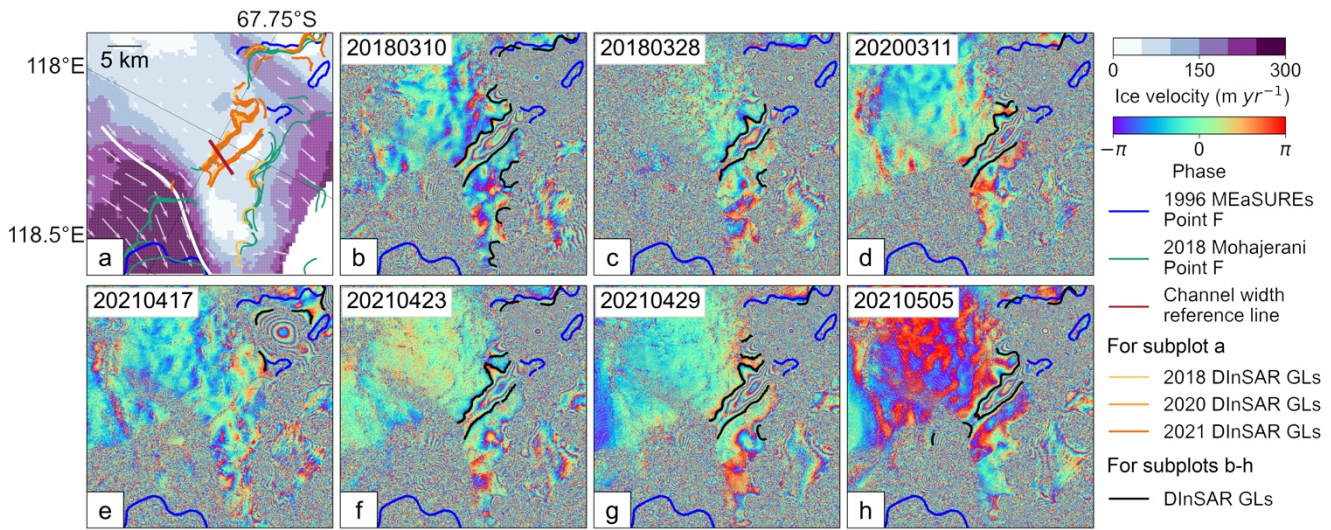 67.75°S
118°E
118.5°E
5 km
a
20180310
b
20180328
c
20200311
d
20210417
e
20210423
f
20210429
g
20210505
h
0 150 300
Ice velocity (m yr⁻¹)
−π 0 π
Phase
1996 MEaSUREs
Point F
2018 Mohajerani
Point F
Channel width
reference line
For subplot a
2018 DInSAR GLs
2020 DInSAR GLs
2021 DInSAR GLs
For subplots b-h
DInSAR GLs